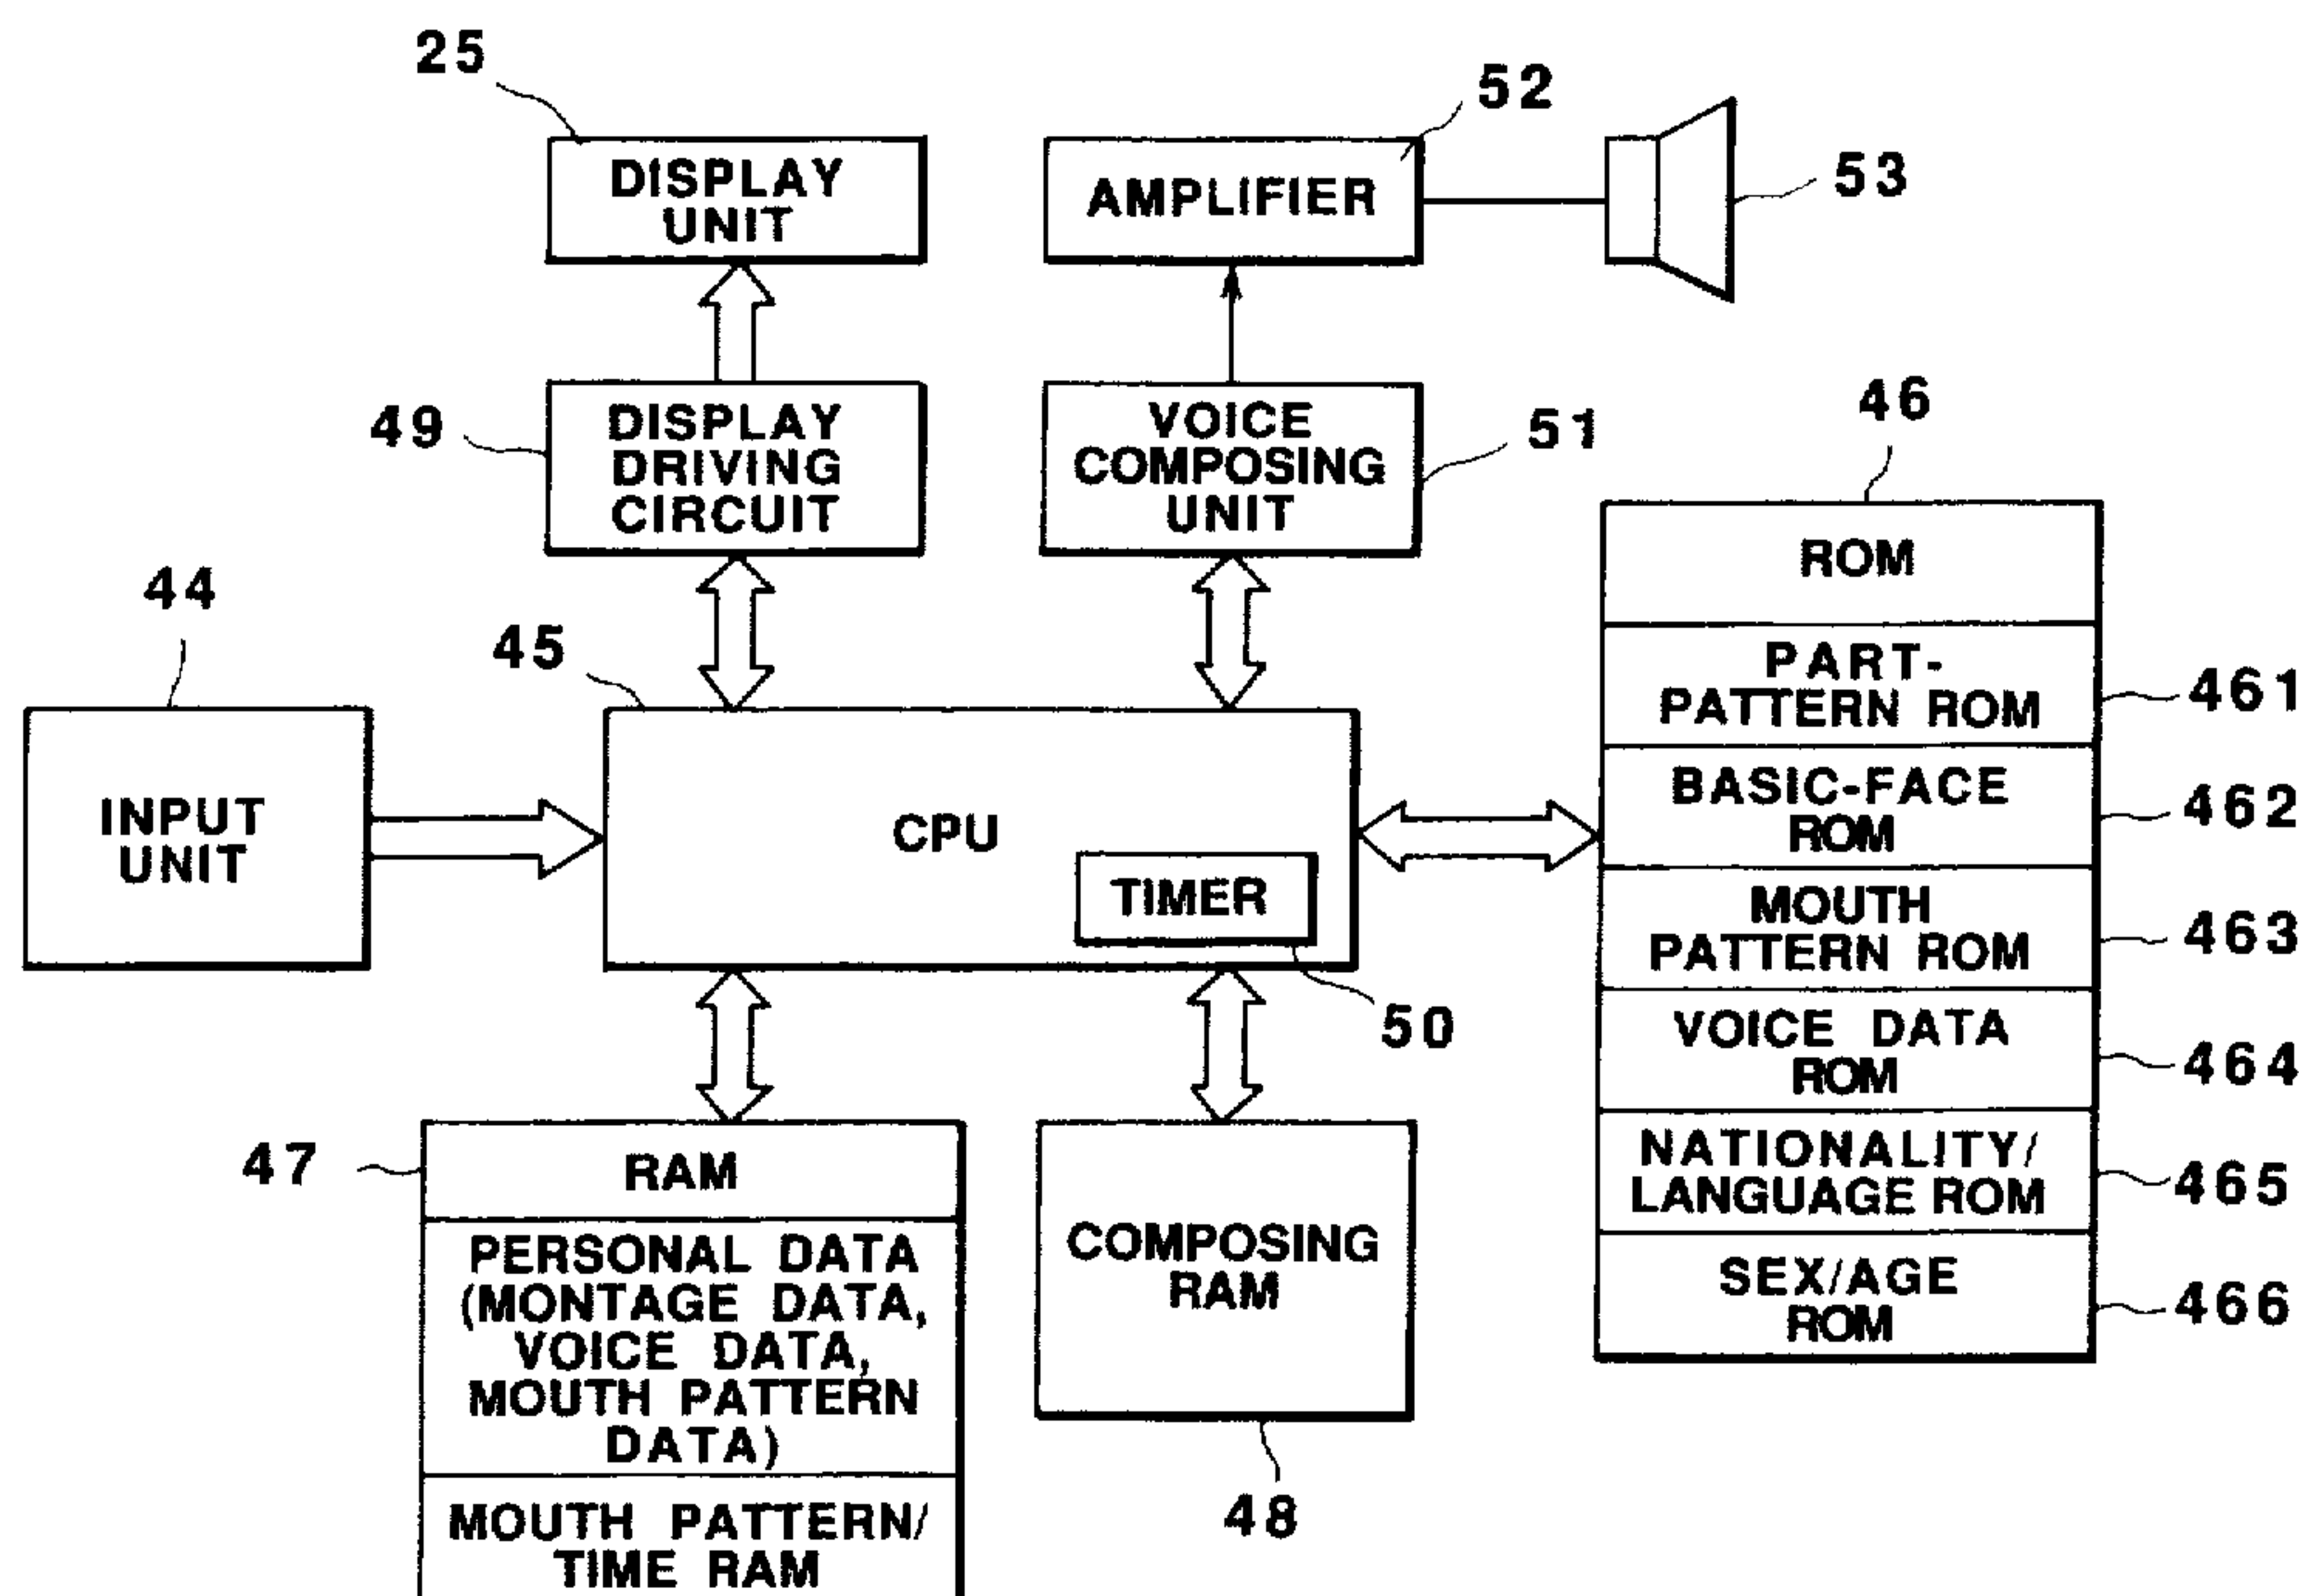 25
52
DISPLAY
UNIT
AMPLIFIER
53
49
DISPLAY
DRIVING
CIRCUIT
VOICE
COMPOSING
UNIT
51
46
ROM
44
45
PART-
PATTERN ROM
461
INPUT
UNIT
CPU
TIMER
50
BASIC-FACE
ROM
462
MOUTH
PATTERN ROM
463
VOICE DATA
ROM
464
NATIONALITY/
LANGUAGE ROM
465
SEX/AGE
ROM
466
47
RAM
PERSONAL DATA
(MONTAGE DATA,
VOICE DATA,
MOUTH PATTERN
DATA)
MOUTH PATTERN/
TIME RAM
COMPOSING
RAM
48